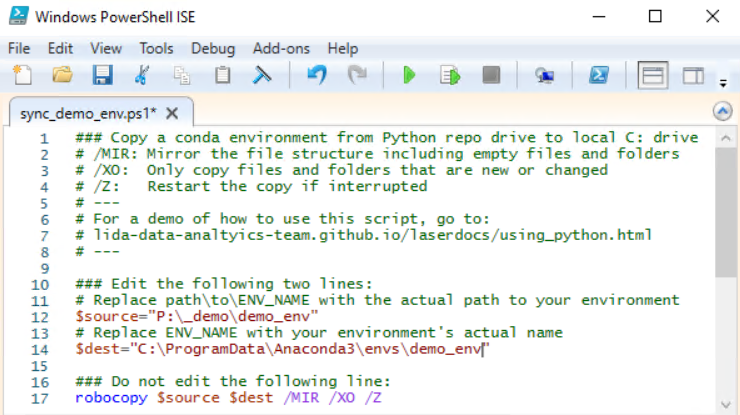 Windows PowerShell ISE
File Edit View Tools Debug Add-ons Help
sync_demo_env.ps1*
1 ### Copy a conda environment from Python repo drive to local C: drive
2 # /MIR: Mirror the file structure including empty files and folders
3 # /XO: Only copy files and folders that are new or changed
4 # /Z: Restart the copy if interrupted
5 # ---
6 # For a demo of how to use this script, go to:
7 # lida-data-analtyics-team.github.io/laserdocs/using_python.html
8 # ---
9
10 ### Edit the following two lines:
11 # Replace path\to\ENV_NAME with the actual path to your environment
12 $source="P:\_demo\demo_env"
13 # Replace ENV_NAME with your environment's actual name
14 $dest="C:\ProgramData\Anaconda3\envs\demo_env"
15
16 ### Do not edit the following line:
17 robocopy $source $dest /MIR /XO /Z